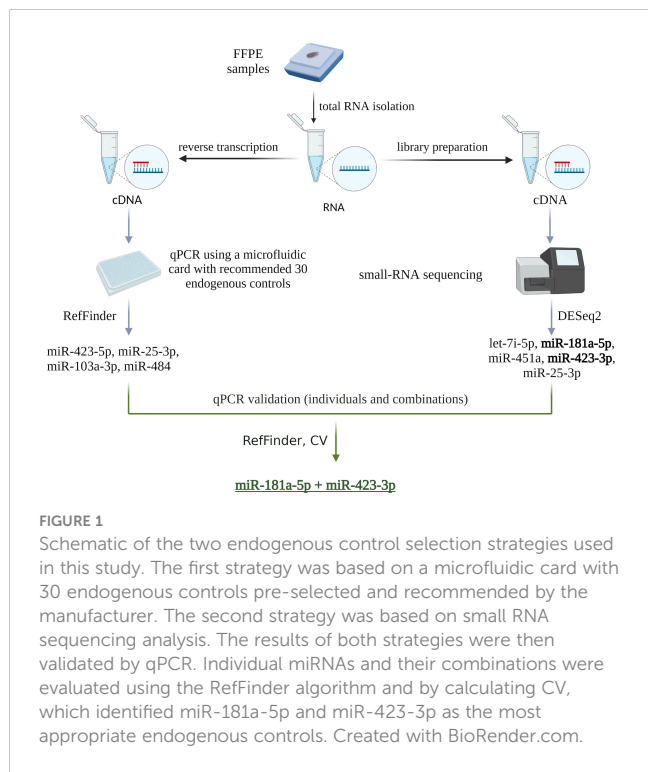 FFPE
samples
total RNA isolation
reverse transcription
library preparation
cDNA
RNA
cDNA
qPCR using a microfluidic
card with recommended 30
endogenous controls
small-RNA sequencing
RefFinder
DESeq2
miR-423-5p, miR-25-3p,
miR-103a-3p, miR-484
let-7i-5p, miR-181a-5p,
miR-451a, miR-423-3p,
miR-25-3p
qPCR validation (individuals and combinations)
RefFinder, CV
miR-181a-5p + miR-423-3p
FIGURE 1
Schematic of the two endogenous control selection strategies used
in this study. The first strategy was based on a microfluidic card with
30 endogenous controls pre-selected and recommended by the
manufacturer. The second strategy was based on small RNA
sequencing analysis. The results of both strategies were then
validated by qPCR. Individual miRNAs and their combinations were
evaluated using the RefFinder algorithm and by calculating CV,
which identified miR-181a-5p and miR-423-3p as the most
appropriate endogenous controls. Created with BioRender.com.